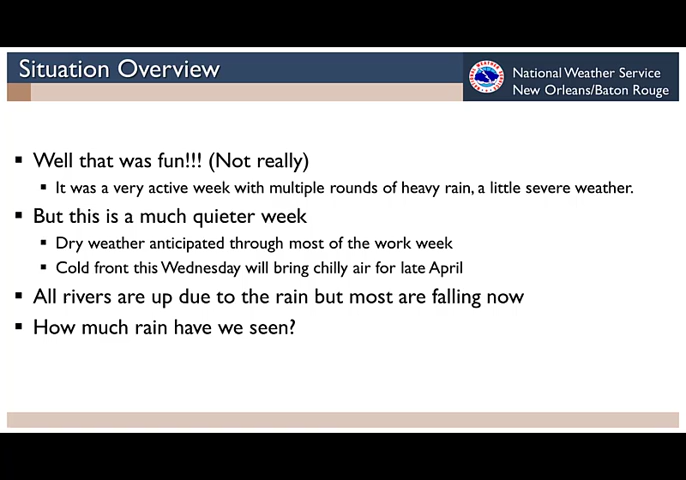 Situation Overview
National Weather Service
New Orleans/Baton Rouge
▪ Well that was fun!!! (Not really)
▪ It was a very active week with multiple rounds of heavy rain, a little severe weather.
▪ But this is a much quieter week
▪ Dry weather anticipated through most of the work week
▪ Cold front this Wednesday will bring chilly air for late April
▪ All rivers are up due to the rain but most are falling now
▪ How much rain have we seen?